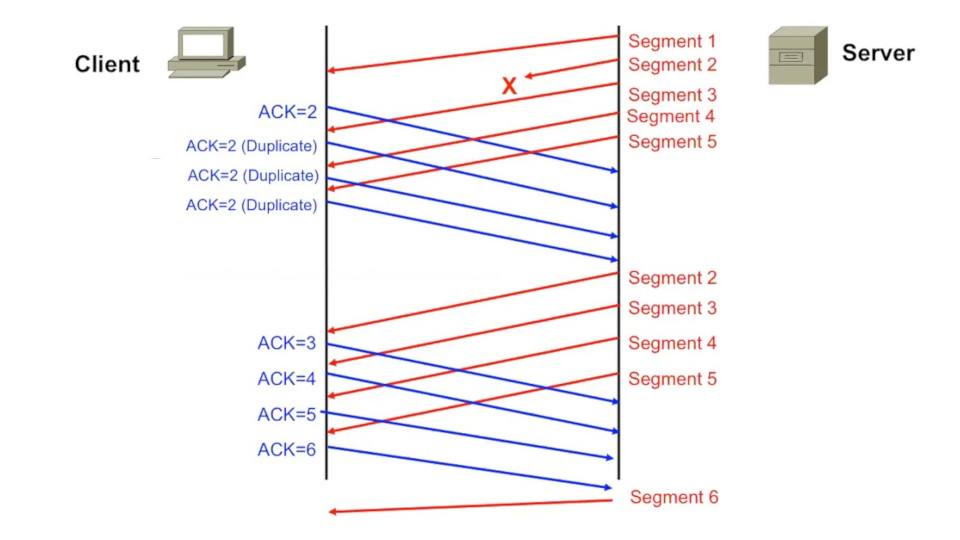 Client
Server
Segment 1
Segment 2
X
Segment 3
ACK=2
Segment 4
Segment 5
ACK=2 (Duplicate)
ACK=2 (Duplicate)
ACK=2 (Duplicate)
Segment 2
Segment 3
ACK=3
Segment 4
ACK=4
Segment 5
ACK=5
ACK=6
Segment 6